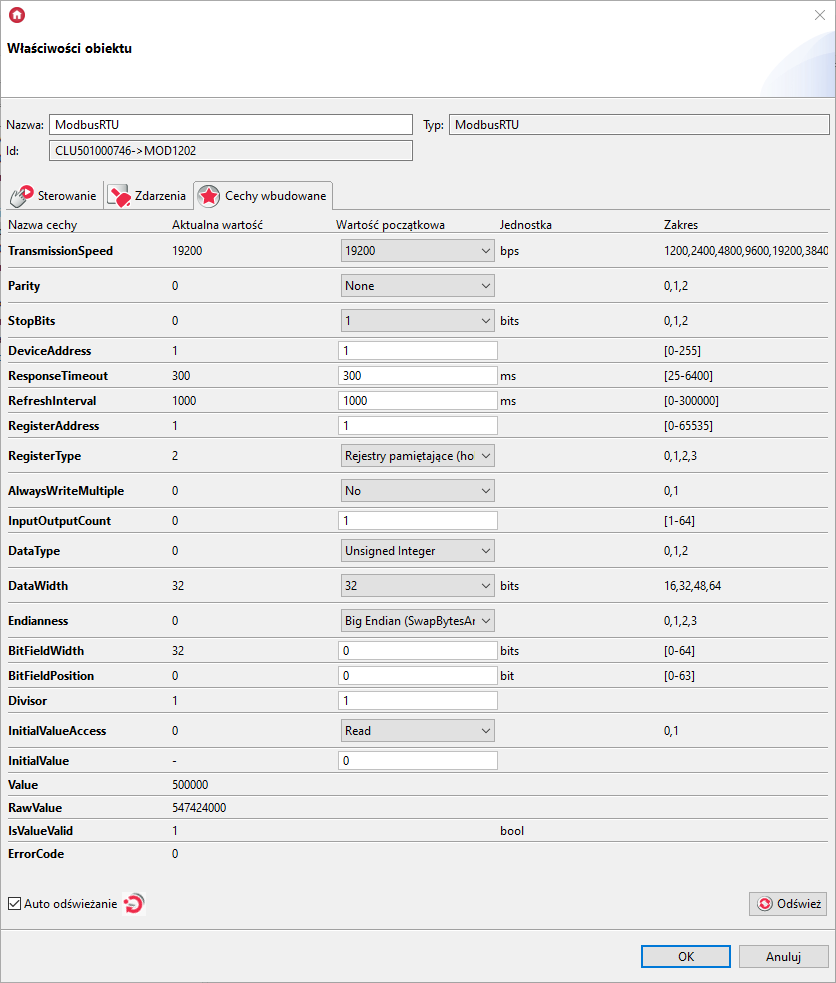 Właściwości obiektu
Nazwa: ModbusRTU Typ: ModbusRTU
Id: CLU501000746->MOD1202
Sterowanie Zdarzenia Cechy wbudowane
Nazwa cechy Aktualna wartość Wartość początkowa Jednostka Zakres
TransmissionSpeed 19200 19200 bps 1200,2400,4800,9600,19200,3840
Parity 0 None 0,1,2
StopBits 0 1 bits 0,1,2
DeviceAddress 1 1 [0-255]
ResponseTimeout 300 300 ms [25-6400]
RefreshInterval 1000 1000 ms [0-300000]
RegisterAddress 1 1 [0-65535]
RegisterType 2 Rejestry pamiętające (ho 0,1,2,3
AlwaysWriteMultiple 0 No 0,1
InputOutputCount 0 1 [1-64]
DataType 0 Unsigned Integer 0,1,2
DataWidth 32 32 bits 16,32,48,64
Endianness 0 Big Endian (SwapBytesAr 0,1,2,3
BitFieldWidth 32 0 bits [0-64]
BitFieldPosition 0 0 bit [0-63]
Divisor 1 1
InitialValueAccess 0 Read 0,1
InitialValue - 0
Value 500000
RawValue 547424000
IsValueValid 1 bool
ErrorCode 0
Auto odświeżanie Odśwież
OK Anuluj